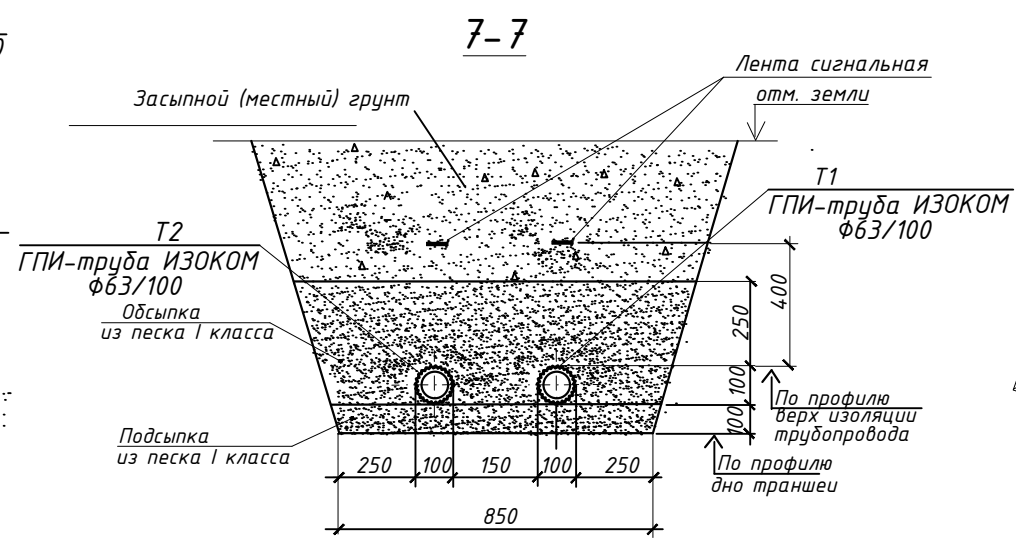 7-7
Лента сигнальная
отм. земли
Засыпной (местный) грунт
Т1
ГПИ-труба ИЗОКОМ
Ф63/100
Т2
ГПИ-труба ИЗОКОМ
Ф63/100
Обсыпка
из песка I класса
400
250
100
100
По профилю
верх изоляции
трубопровода
Подсыпка
из песка I класса
По профилю
дно траншеи
250 100 150 100 250
850